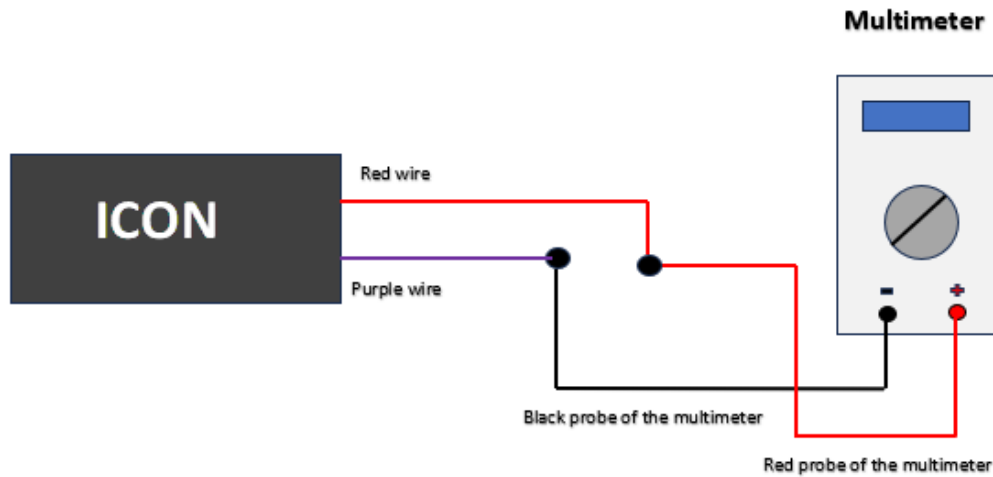 Multimeter
Red wire
ICON
Purple wire
- +
Black probe of the multimeter
Red probe of the multimeter